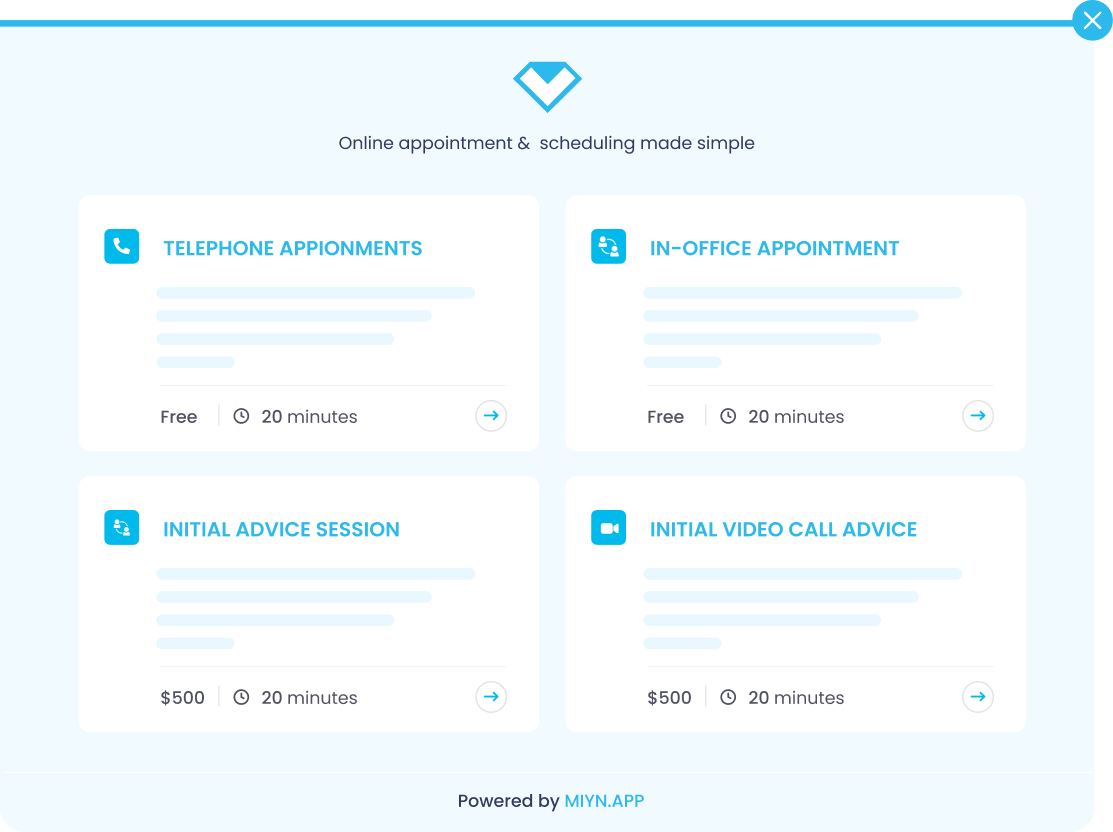 Online appointment & scheduling made simple
TELEPHONE APPIONMENTS
Free
20 minutes
IN-OFFICE APPOINTMENT
Free
20 minutes
INITIAL ADVICE SESSION
$500
20 minutes
INITIAL VIDEO CALL ADVICE
$500
20 minutes
Powered by MIYN.APP